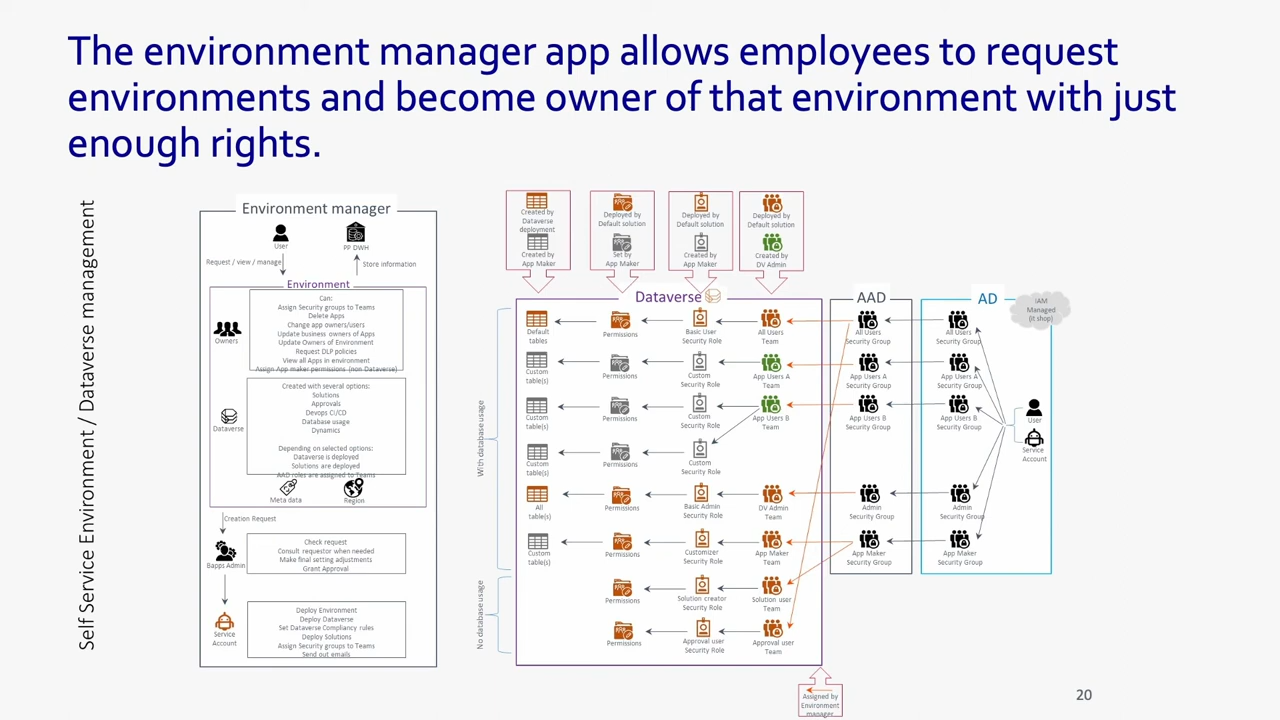 The environment manager app allows employees to request
environments and become owner of that environment with just
enough rights.
Self Service Environment / Dataverse management
Environment manager
User
PP DWH
Request / view / manage
Store information
Environment
Owners
Can:
Assign Security groups to Teams
Delete Apps
Change app owners/users
Update business owners of Apps
Update Owners of Environment
Request DLP policies
View all Apps in environment
Assign App maker permissions (non Dataverse)
Dataverse
Created with several options:
Solutions
Approvals
Devops CI/CD
Database usage
Dynamics
Depending on selected options:
Dataverse is deployed
Solutions are deployed
AAD roles are assigned to Teams
Meta data
Region
Creation Request
Bapps Admin
Check request
Consult requestor when needed
Make final setting adjustments
Grant Approval
Service
Account
Deploy Environment
Deploy Dataverse
Set Dataverse Compliancy rules
Deploy Solutions
Assign Security groups to Teams
Send out emails
Created by
Dataverse
deployment
Created by
App Maker
Deployed by
Default solution
Set by
App Maker
Deployed by
Default solution
Created by
App Maker
Deployed by
Default solution
Created by
DV Admin
With database usage
No database usage
Dataverse
AAD
AD
IAM
Managed
(it shop)
Default
tables
Permissions
Basic User
Security Role
All Users
Team
All Users
Security Group
All Users
Security Group
Custom
table(s)
Permissions
Custom
Security Role
App Users A
Team
App Users A
Security Group
App Users A
Security Group
Custom
table(s)
Permissions
Custom
Security Role
App Users B
Team
App Users B
Security Group
App Users B
Security Group
User
Service
Account
Custom
table(s)
Permissions
Custom
Security Role
All
table(s)
Permissions
Basic Admin
Security Role
DV Admin
Team
Admin
Security Group
Admin
Security Group
Custom
table(s)
Permissions
Customizer
Security Role
App Maker
Team
App Maker
Security Group
App Maker
Security Group
Permissions
Solution creator
Security Role
Solution user
Team
Permissions
Approval user
Security Role
Approval user
Team
Assigned by
Environment
manager
20